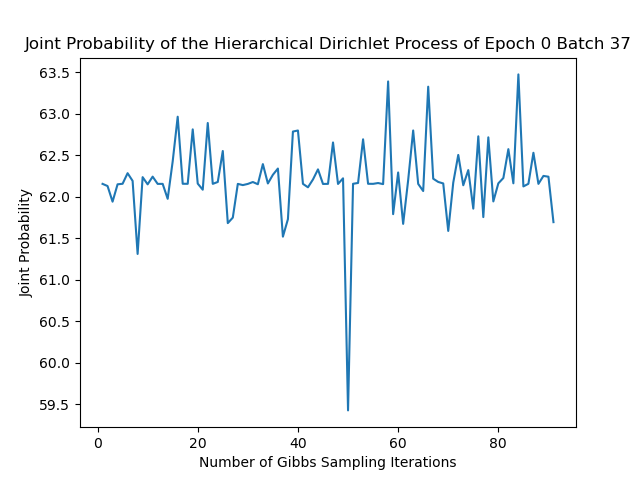 Joint Probability of the Hierarchical Dirichlet Process of Epoch 0 Batch 37
63.5
63.0
62.5
62.0
61.5
61.0
60.5
60.0
59.5
Joint Probability
0 20 40 60 80
Number of Gibbs Sampling Iterations